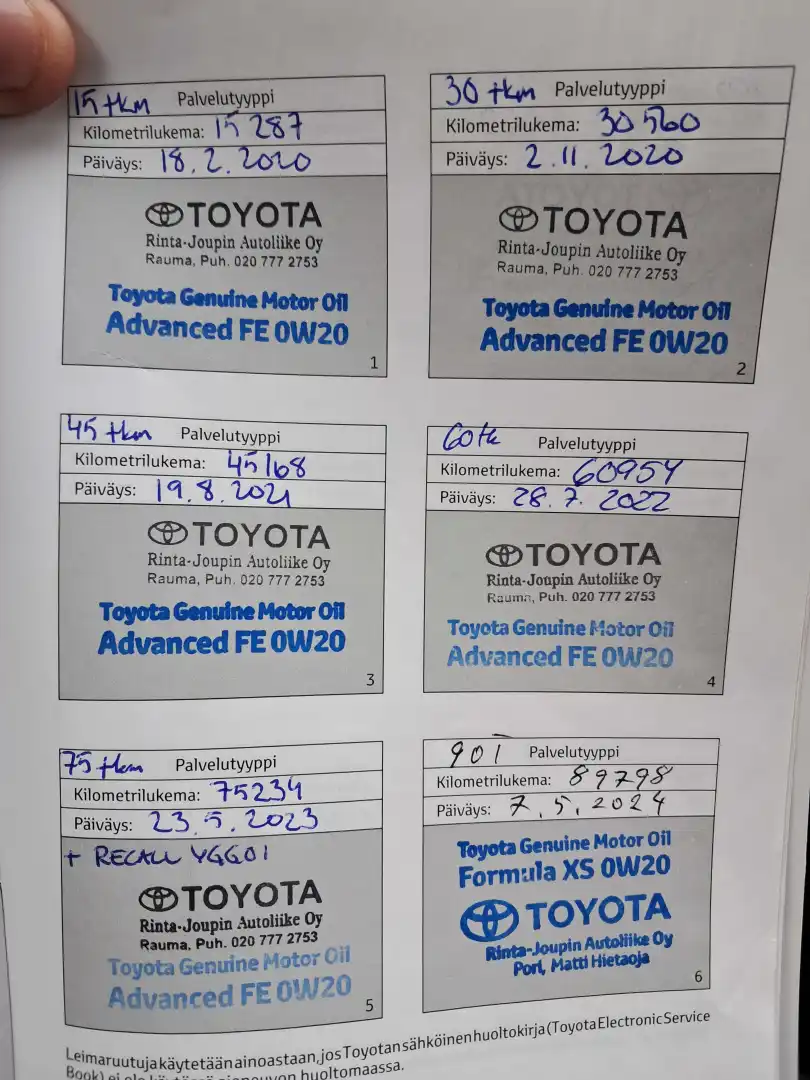 15 tkm Palvelutyyppi
Kilometrilukema: 15 287
Päiväys: 18.2.2020
TOYOTA
Rinta-Joupin Autoliike Oy
Rauma, Puh. 020 777 2753
Toyota Genuine Motor Oil
Advanced FE 0W20
1
30 tkm Palvelutyyppi
Kilometrilukema: 30 560
Päiväys: 2.11.2020
TOYOTA
Rinta-Joupin Autoliike Oy
Rauma, Puh. 020 777 2753
Toyota Genuine Motor Oil
Advanced FE 0W20
2
45 tkm Palvelutyyppi
Kilometrilukema: 45168
Päiväys: 19.8.2021
TOYOTA
Rinta-Joupin Autoliike Oy
Rauma, Puh. 020 777 2753
Toyota Genuine Motor Oil
Advanced FE 0W20
3
60tk Palvelutyyppi
Kilometrilukema: 60954
Päiväys: 28.7.2022
TOYOTA
Rinta-Joupin Autoliike Oy
Rauma, Puh. 020 777 2753
Toyota Genuine Motor Oil
Advanced FE 0W20
4
75 tkm Palvelutyyppi
Kilometrilukema: 75234
Päiväys: 23.5.2023
+ RECALL YGG01
TOYOTA
Rinta-Joupin Autoliike Oy
Rauma, Puh. 020 777 2753
Toyota Genuine Motor Oil
Advanced FE 0W20
5
Palvelutyyppi
Kilometrilukema: 89798
Päiväys: 7.5.2024
Toyota Genuine Motor Oil
Formula XS 0W20
TOYOTA
Rinta-Joupin Autoliike Oy
Pori, Matti Hietaoja
6
Leimaruutuja käytetään ainoastaan, jos Toyotan sähköinen huoltokirja (Toyota Electronic Service
Book) ei ole huoltomaassa.